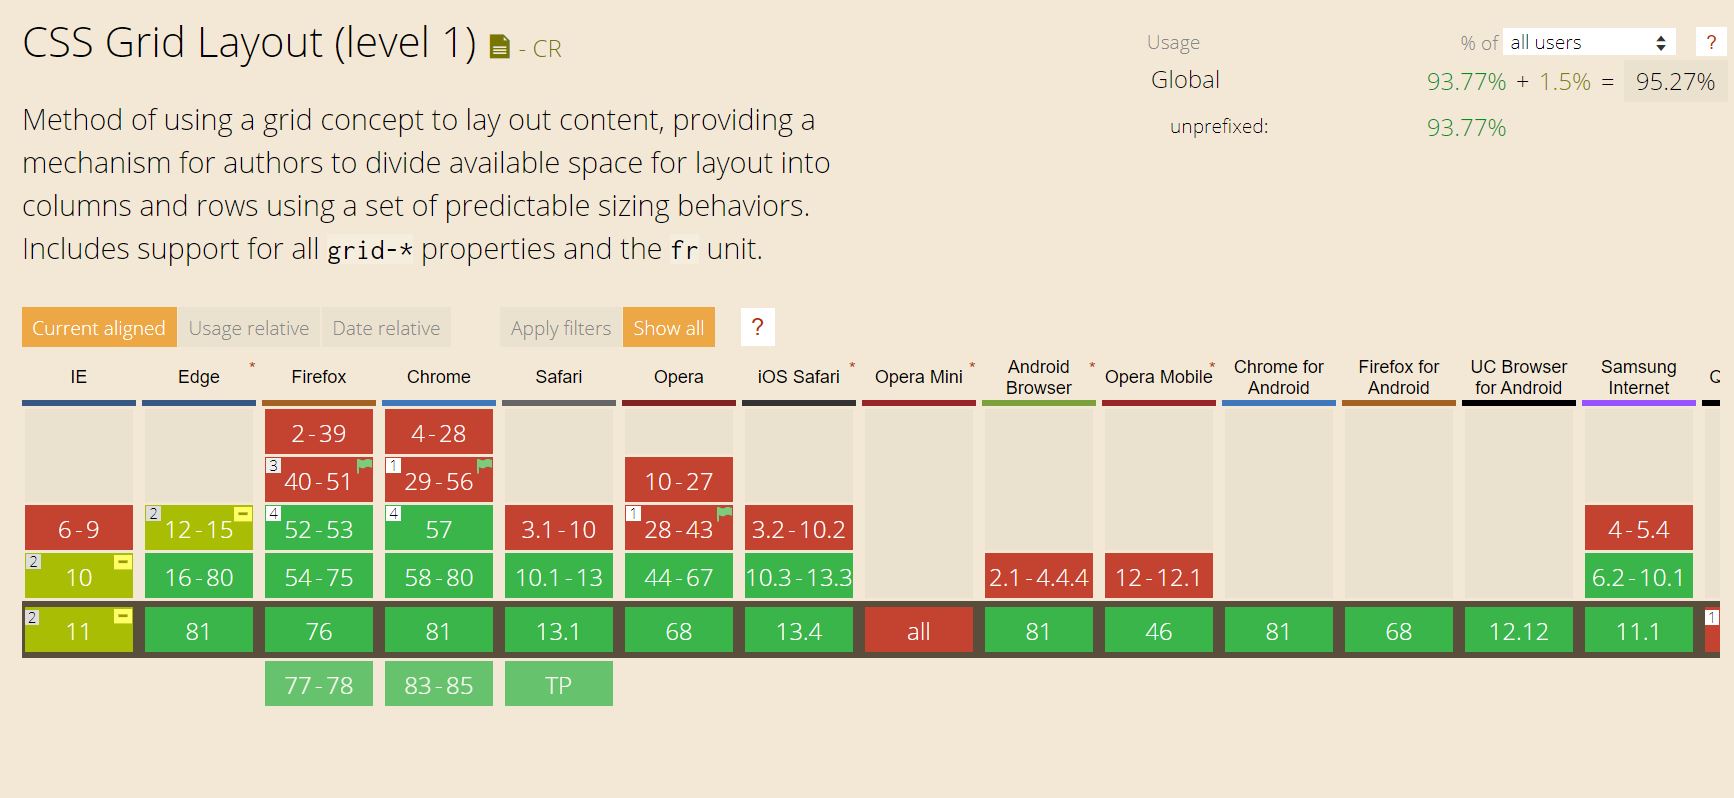 CSS Grid Layout (level 1) - CR
Usage % of all users ?
Global 93.77% + 1.5% = 95.27%
unprefixed: 93.77%
Method of using a grid concept to lay out content, providing a
mechanism for authors to divide available space for layout into
columns and rows using a set of predictable sizing behaviors.
Includes support for all grid-* properties and the fr unit.
Current aligned Usage relative Date relative Apply filters Show all ?
IE Edge * Firefox Chrome Safari Opera iOS Safari * Opera Mini * Android Browser * Opera Mobile * Chrome for Android Firefox for Android UC Browser for Android Samsung Internet Q
2-39 4-28
3 40-51 1 29-56 10-27
6-9 2 12-15 4 52-53 4 57 3.1-10 1 28-43 3.2-10.2 4-5.4
2 10 16-80 54-75 58-80 10.1-13 44-67 10.3-13.3 2.1-4.4.4 12-12.1 6.2-10.1
2 11 81 76 81 13.1 68 13.4 all 81 46 81 68 12.12 11.1 1
77-78 83-85 TP